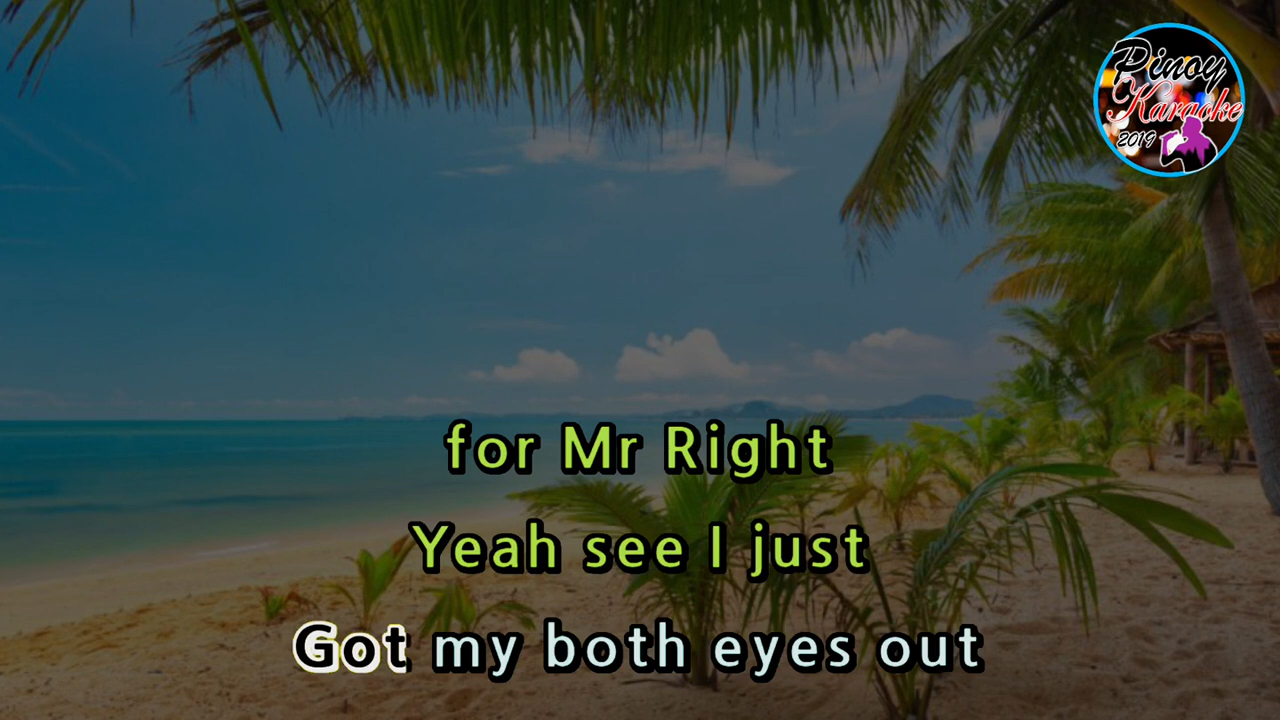 Pinoy
Karaoke
2019
for Mr Right
Yeah see I just
Got my both eyes out